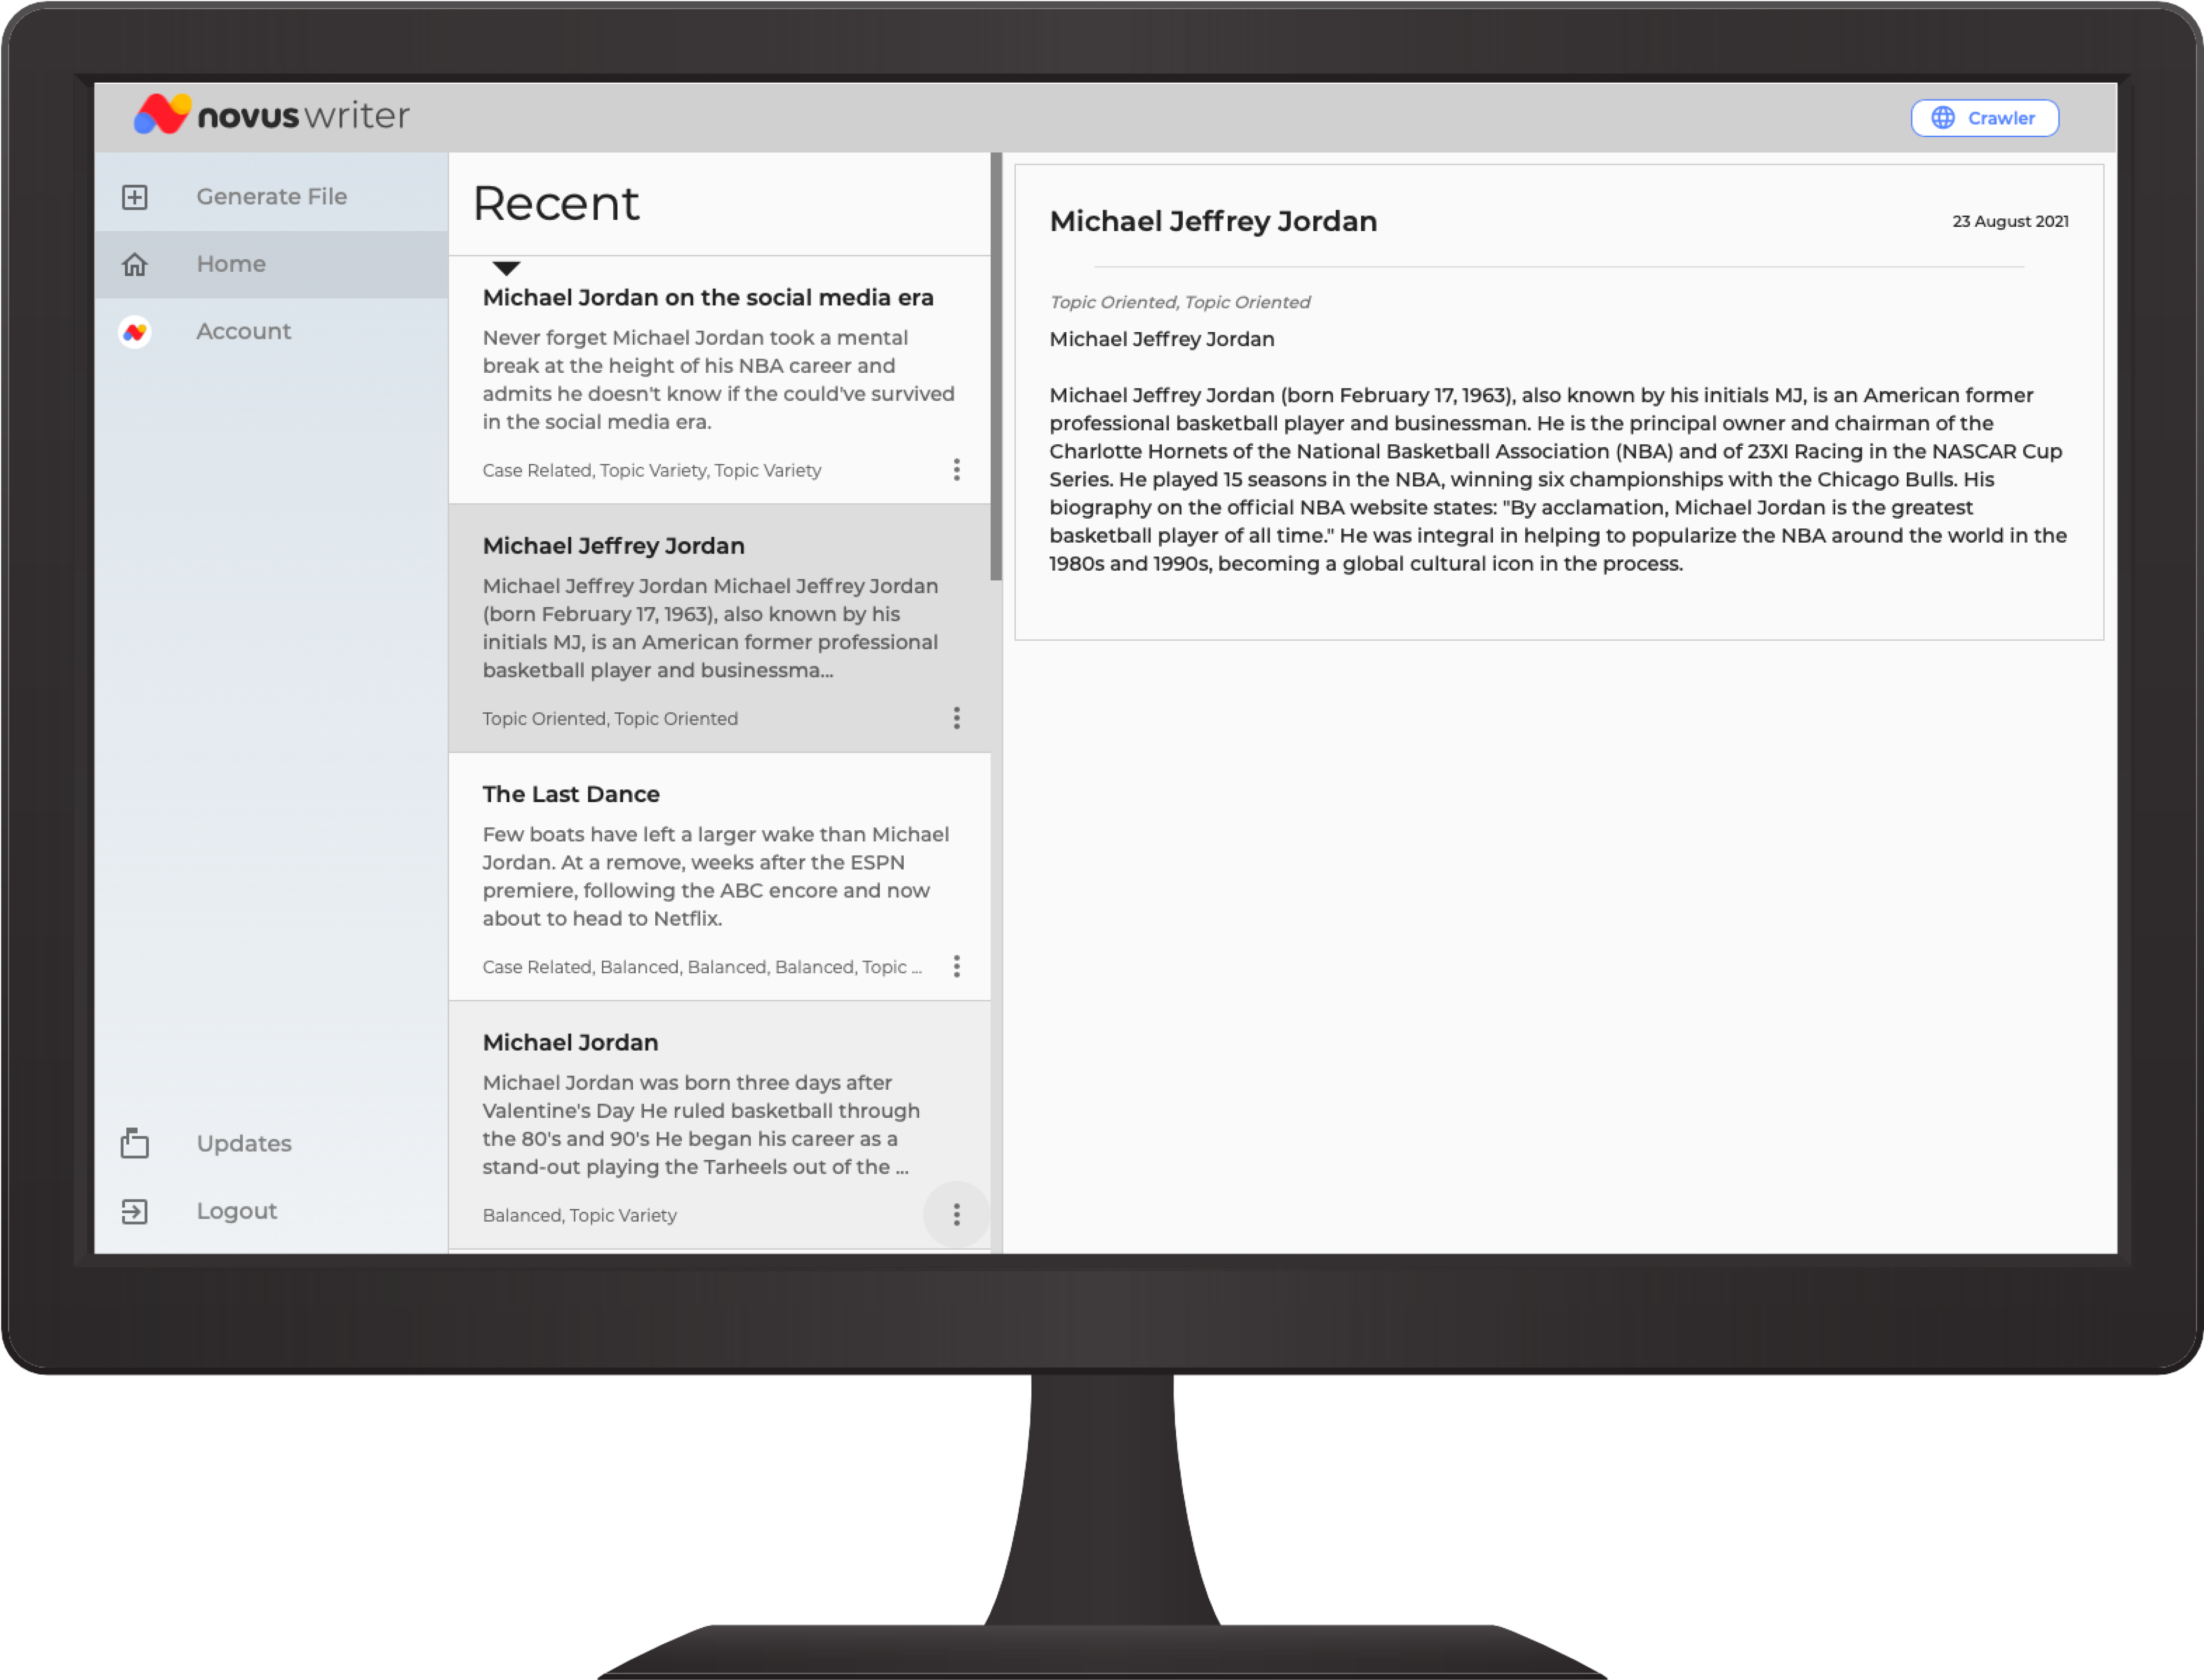 novus writer
Crawler
Generate File
Home
Account
Updates
Logout
Recent
Michael Jordan on the social media era
Never forget Michael Jordan took a mental
break at the height of his NBA career and
admits he doesn't know if the could've survived
in the social media era.
Case Related, Topic Variety, Topic Variety
Michael Jeffrey Jordan
Michael Jeffrey Jordan Michael Jeffrey Jordan
(born February 17, 1963), also known by his
initials MJ, is an American former professional
basketball player and businessma...
Topic Oriented, Topic Oriented
The Last Dance
Few boats have left a larger wake than Michael
Jordan. At a remove, weeks after the ESPN
premiere, following the ABC encore and now
about to head to Netflix.
Case Related, Balanced, Balanced, Balanced, Topic ...
Michael Jordan
Michael Jordan was born three days after
Valentine's Day He ruled basketball through
the 80's and 90's He began his career as a
stand-out playing the Tarheels out of the ...
Balanced, Topic Variety
Michael Jeffrey Jordan
23 August 2021
Topic Oriented, Topic Oriented
Michael Jeffrey Jordan
Michael Jeffrey Jordan (born February 17, 1963), also known by his initials MJ, is an American former
professional basketball player and businessman. He is the principal owner and chairman of the
Charlotte Hornets of the National Basketball Association (NBA) and of 23XI Racing in the NASCAR Cup
Series. He played 15 seasons in the NBA, winning six championships with the Chicago Bulls. His
biography on the official NBA website states: "By acclamation, Michael Jordan is the greatest
basketball player of all time." He was integral in helping to popularize the NBA around the world in the
1980s and 1990s, becoming a global cultural icon in the process.